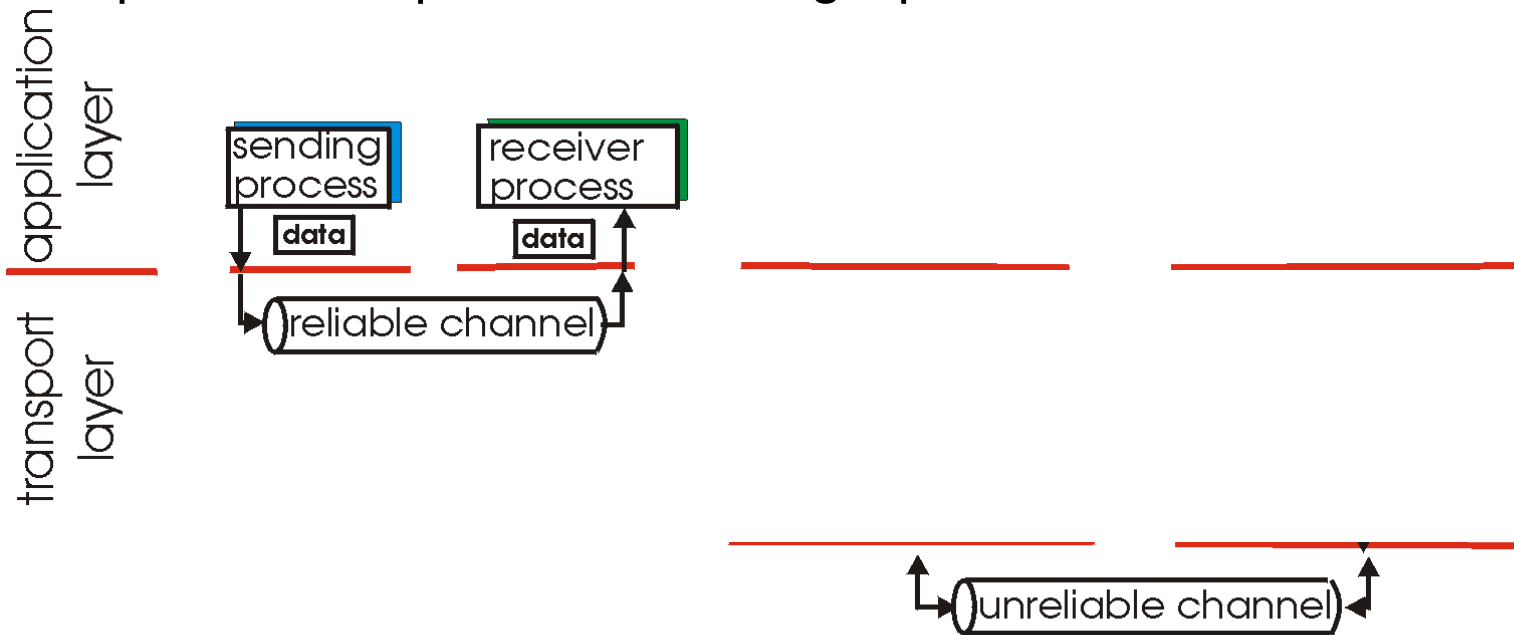 application
layer
sending
process
receiver
process
data
data
reliable channel
transport
layer
unreliable channel